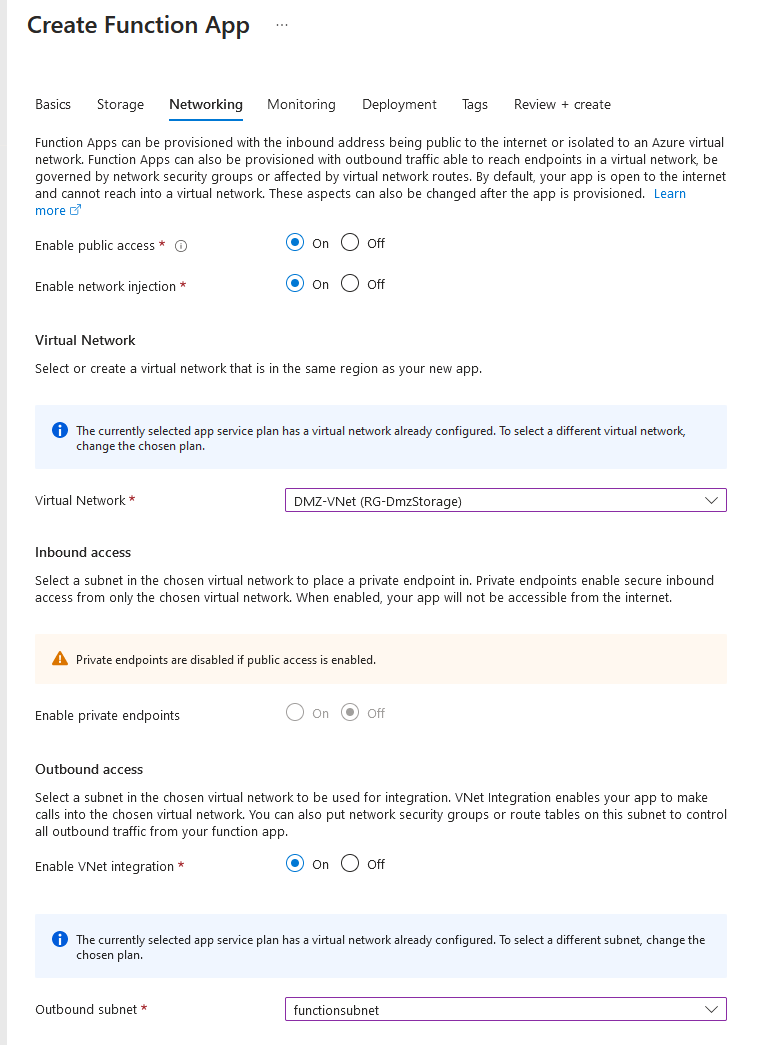 Create Function App ...
Basics Storage Networking Monitoring Deployment Tags Review + create
Function Apps can be provisioned with the inbound address being public to the internet or isolated to an Azure virtual
network. Function Apps can also be provisioned with outbound traffic able to reach endpoints in a virtual network, be
governed by network security groups or affected by virtual network routes. By default, your app is open to the internet
and cannot reach into a virtual network. These aspects can also be changed after the app is provisioned. Learn
more
Enable public access * On Off
Enable network injection * On Off
Virtual Network
Select or create a virtual network that is in the same region as your new app.
The currently selected app service plan has a virtual network already configured. To select a different virtual network,
change the chosen plan.
Virtual Network * DMZ-VNet (RG-DmzStorage)
Inbound access
Select a subnet in the chosen virtual network to place a private endpoint in. Private endpoints enable secure inbound
access from only the chosen virtual network. When enabled, your app will not be accessible from the internet.
Private endpoints are disabled if public access is enabled.
Enable private endpoints On Off
Outbound access
Select a subnet in the chosen virtual network to be used for integration. VNet Integration enables your app to make
calls into the chosen virtual network. You can also put network security groups or route tables on this subnet to control
all outbound traffic from your function app.
Enable VNet integration * On Off
The currently selected app service plan has a virtual network already configured. To select a different subnet, change the
chosen plan.
Outbound subnet * functionsubnet